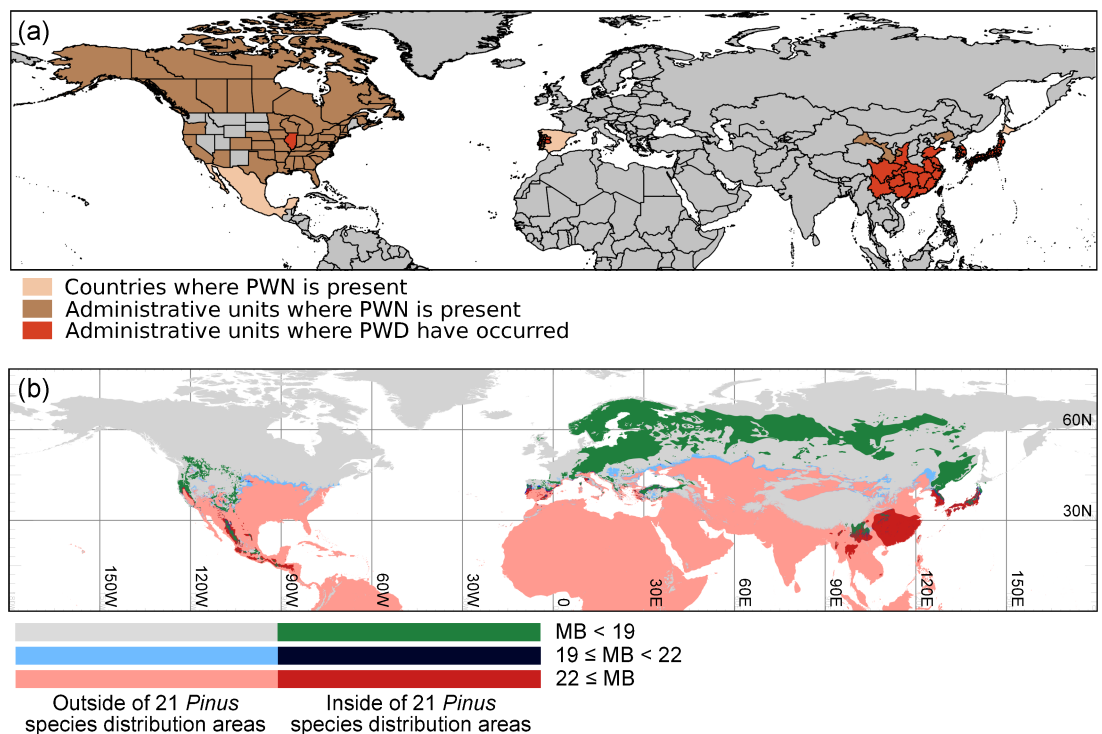 (a)
Countries where PWN is present
Administrative units where PWN is present
Administrative units where PWD have occurred
(b)
60N
30N
150W
120W
90W
60W
30W
0
30E
60E
90E
120E
150E
MB < 19
19 ≤ MB < 22
22 ≤ MB
Outside of 21 Pinus
species distribution areas
Inside of 21 Pinus
species distribution areas